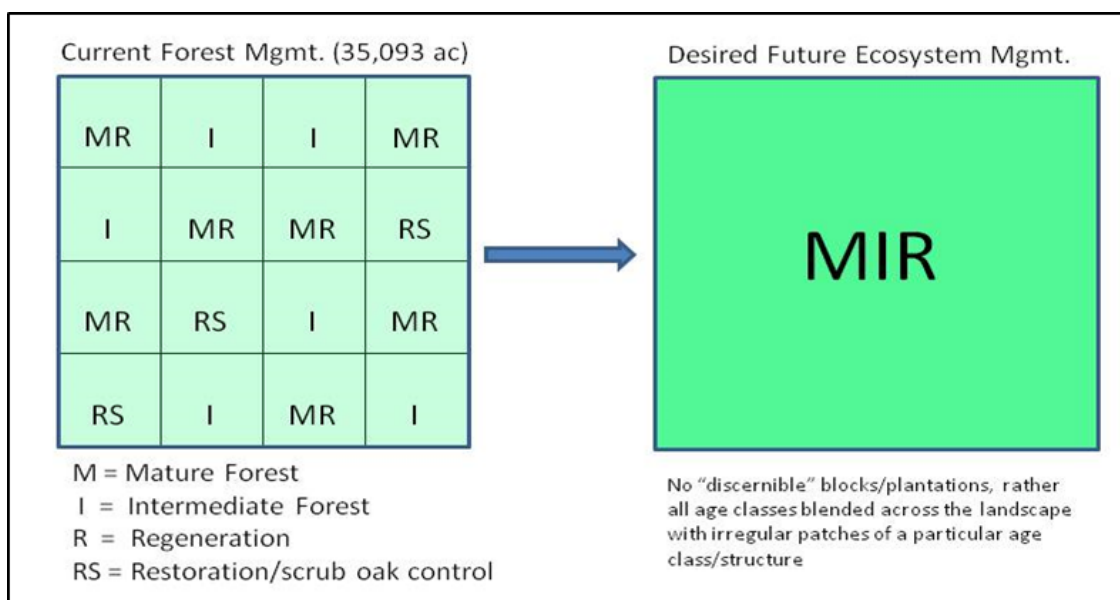 Current Forest Mgmt. (35,093 ac)
Desired Future Ecosystem Mgmt.
MR I I MR
I MR MR RS
MR RS I MR
RS I MR I
MIR
M = Mature Forest
I = Intermediate Forest
R = Regeneration
RS = Restoration/scrub oak control
No “discernible” blocks/plantations, rather
all age classes blended across the landscape
with irregular patches of a particular age
class/structure